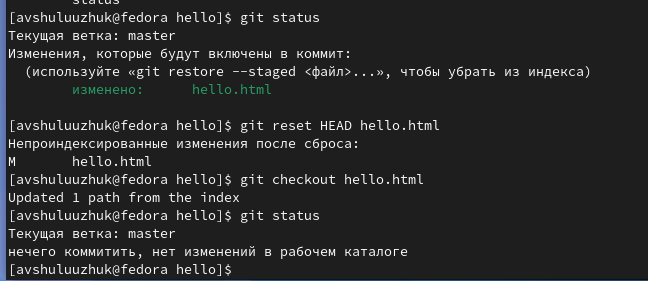 status
[avshuluuzhuk@fedora hello]$ git status
Текущая ветка: master
Изменения, которые будут включены в коммит:
  (используйте «git restore --staged <файл>...», чтобы убрать из индекса)
        изменено:      hello.html

[avshuluuzhuk@fedora hello]$ git reset HEAD hello.html
Непроиндексированные изменения после сброса:
M       hello.html
[avshuluuzhuk@fedora hello]$ git checkout hello.html
Updated 1 path from the index
[avshuluuzhuk@fedora hello]$ git status
Текущая ветка: master
нечего коммитить, нет изменений в рабочем каталоге
[avshuluuzhuk@fedora hello]$